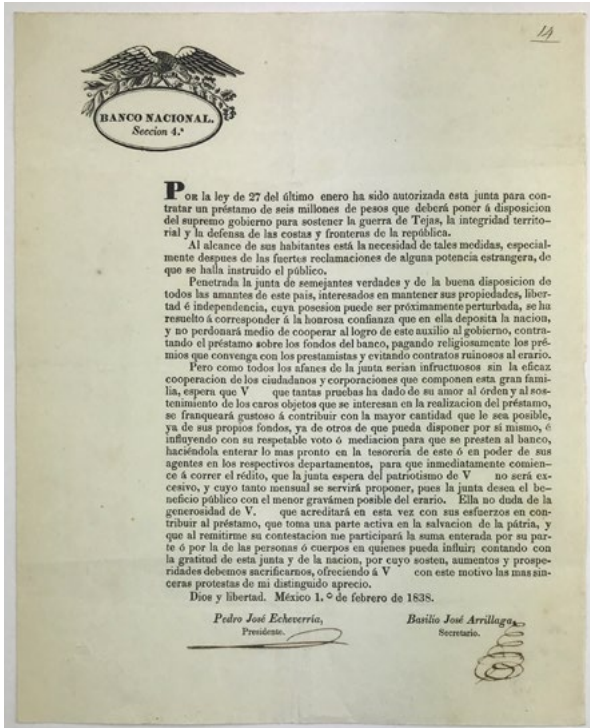 14
BANCO NACIONAL.
Seccion 4.ª
POR la ley de 27 del último enero ha sido autorizada esta junta para con-
tratar un préstamo de seis millones de pesos que deberá poner á disposicion
del supremo gobierno para sostener la guerra de Tejas, la integridad territo-
rial y la defensa de las costas y fronteras de la república.
Al alcance de sus habitantes está la necesidad de tales medidas, especial-
mente despues de las fuertes reclamaciones de alguna potencia estrangera, de
que se halla instruido el público.
Penetrada la junta de semejantes verdades y de la buena disposicion de
todos las amantes de este pais, interesados en mantener sus propiedades, liber-
tad é independencia, cuya posesion puede ser próximamente perturbada, se ha
resuelto á corresponder á la honrosa confianza que en ella deposita la nacion,
y no perdonará medio de cooperar al logro de este auxilio al gobierno, contra-
tando el préstamo sobre los fondos del banco, pagando religiosamente los pré-
mios que convenga con los prestamistas y evitando contratos ruinosos al erario.
Pero como todos los afanes de la junta serian infructuosos sin la eficaz
cooperacion de los ciudadanos y corporaciones que componen esta gran fami-
lia, espera que V que tantas pruebas ha dado de su amor al órden y al sos-
tenimiento de los caros objetos que se interesan en la realizacion del préstamo,
se franqueará gustoso á contribuir con la mayor cantidad que le sea posible,
ya de sus propios fondos, ya de otros de que pueda disponer por sí mismo, é
influyendo con su respetable voto ó mediacion para que se presten al banco,
haciéndola enterar lo mas pronto en la tesorería de este ó en poder de sus
agentes en los respectivos departamentos, para que inmediatamente comien-
ce á correr el rédito, que la junta espera del patriotismo de V no será ex-
cesivo, y cuyo tanto mensual se servirá proponer, pues la junta desea el be-
neficio público con el menor gravámen posible del erario. Ella no duda de la
generosidad de V. que acreditará en esta vez con sus esfuerzos en con-
tribuir al préstamo, que toma una parte activa en la salvacion de la pátria, y
que al remitirme su contestacion me participará la suma enterada por su par-
te ó por la de las personas ó cuerpos en quienes pueda influir; contando con
la gratitud de esta junta y de la nacion, por cuyo sosten, aumentos y prospe-
ridades debemos sacrificarnos, ofreciendo á V con este motivo las mas sin-
ceras protestas de mi distinguido aprecio.
Dios y libertad. México 1.º de febrero de 1838.
Pedro José Echeverría,
Presidente.
Basilio José Arrillaga,
Secretario.